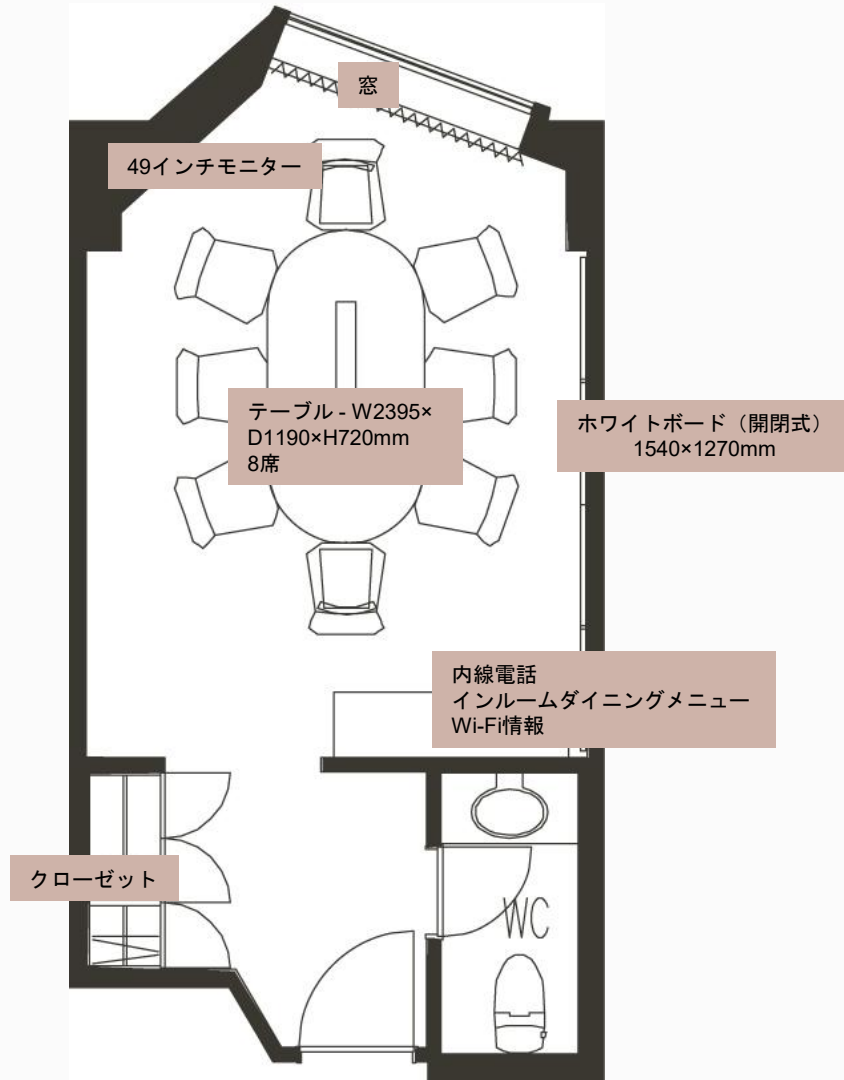 窓
49インチモニター
テーブル - W2395×
D1190×H720mm
8席
ホワイトボード（開閉式）
1540×1270mm
内線電話
インルームダイニングメニュー
Wi-Fi情報
クローゼット
WC